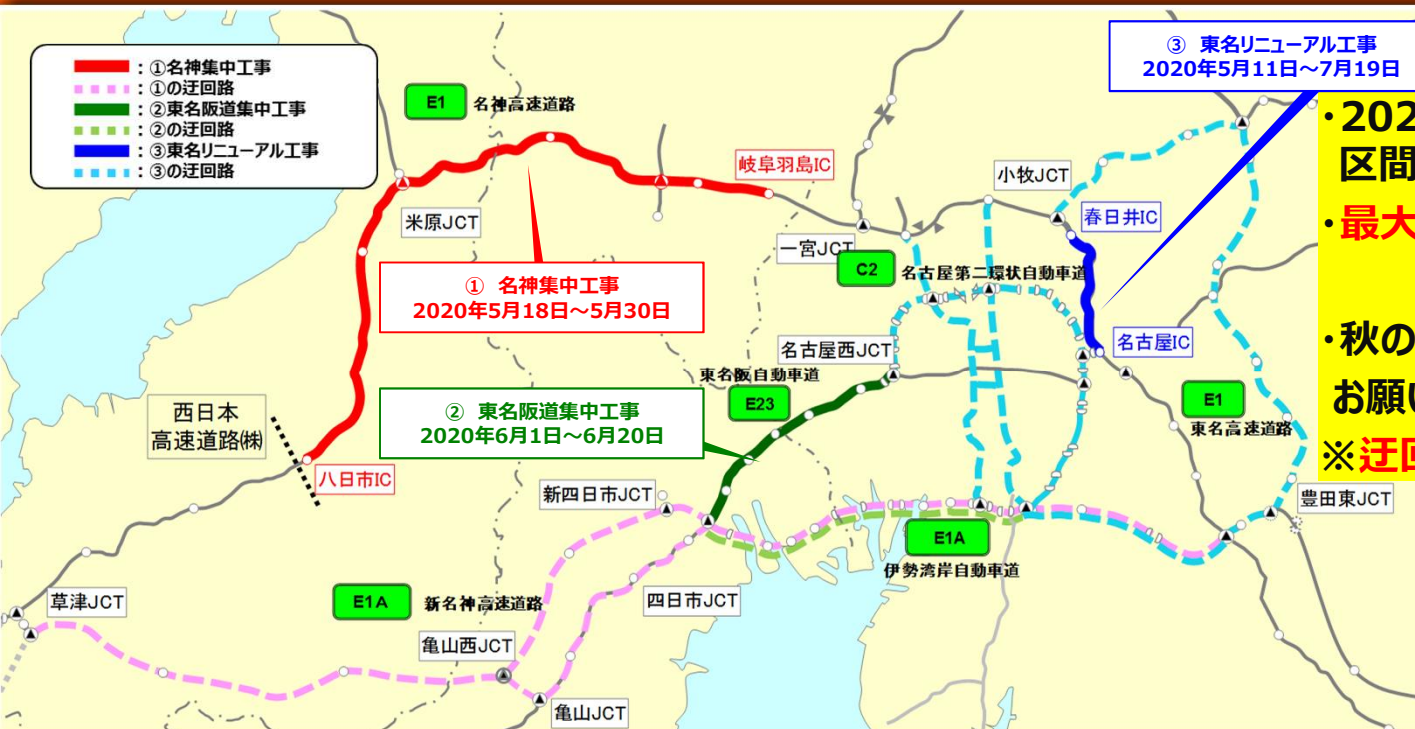 ：①名神集中工事
：①の迂回路
：②東名阪道集中工事
：②の迂回路
：③東名リニューアル工事
：③の迂回路
E1 名神高速道路
③ 東名リニューアル工事
2020年5月11日～7月19日
・202
区間
・最大
・秋の
お願い
※迂回
岐阜羽島IC
小牧JCT
春日井IC
米原JCT
一宮JCT
C2 名古屋第二環状自動車道
① 名神集中工事
2020年5月18日～5月30日
名古屋西JCT
名古屋IC
東名阪自動車道
E23
E1
東名高速道路
西日本
高速道路㈱
② 東名阪道集中工事
2020年6月1日～6月20日
八日市IC
新四日市JCT
豊田東JCT
E1A
伊勢湾岸自動車道
草津JCT
E1A 新名神高速道路
四日市JCT
亀山西JCT
亀山JCT